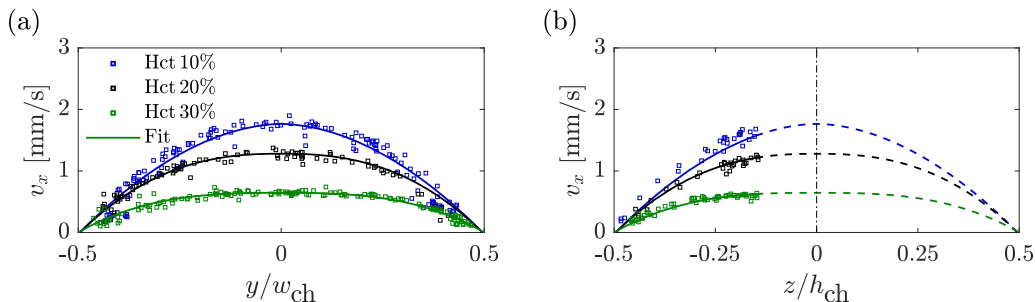 (a)
3
2
1
0
v_x [mm/s]
Hct 10%
Hct 20%
Hct 30%
Fit
-0.5
0
0.5
y/w_ch
(b)
3
2
1
0
v_x [mm/s]
-0.5
-0.25
0
0.25
0.5
z/h_ch